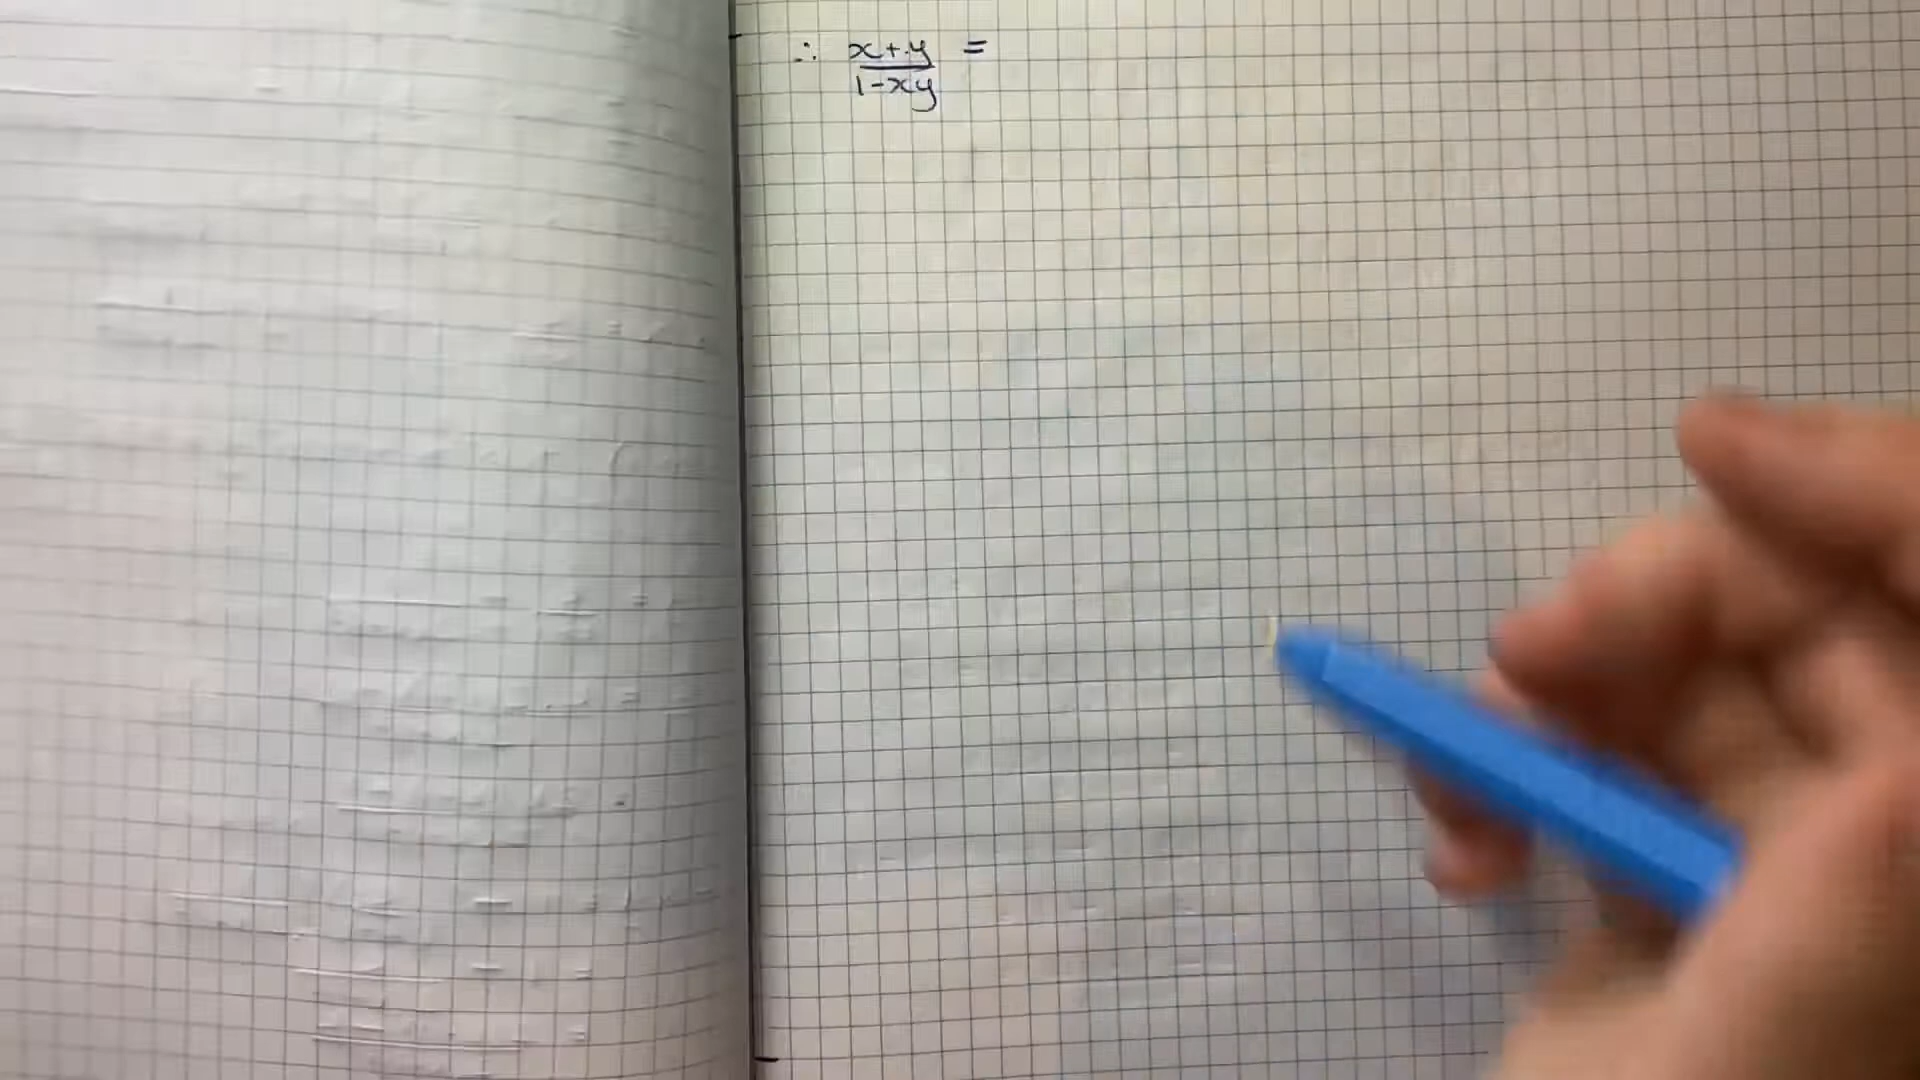 ∴ x+y/1-xy =